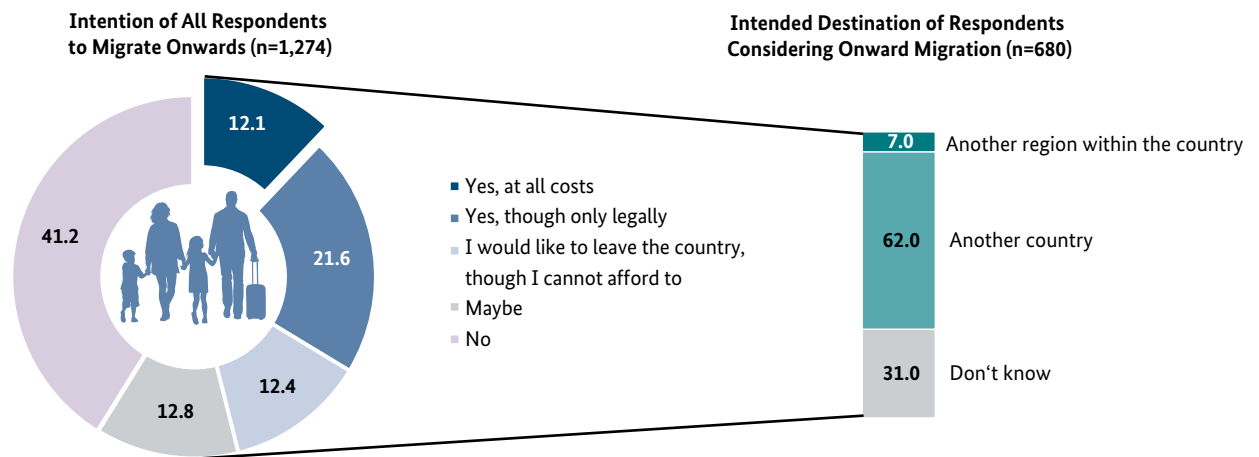 Intention of All Respondents
to Migrate Onwards (n=1,274)
12.1
21.6
12.4
12.8
41.2
Yes, at all costs
Yes, though only legally
I would like to leave the country,
though I cannot afford to
Maybe
No
Intended Destination of Respondents
Considering Onward Migration (n=680)
7.0 Another region within the country
62.0 Another country
31.0 Don‘t know